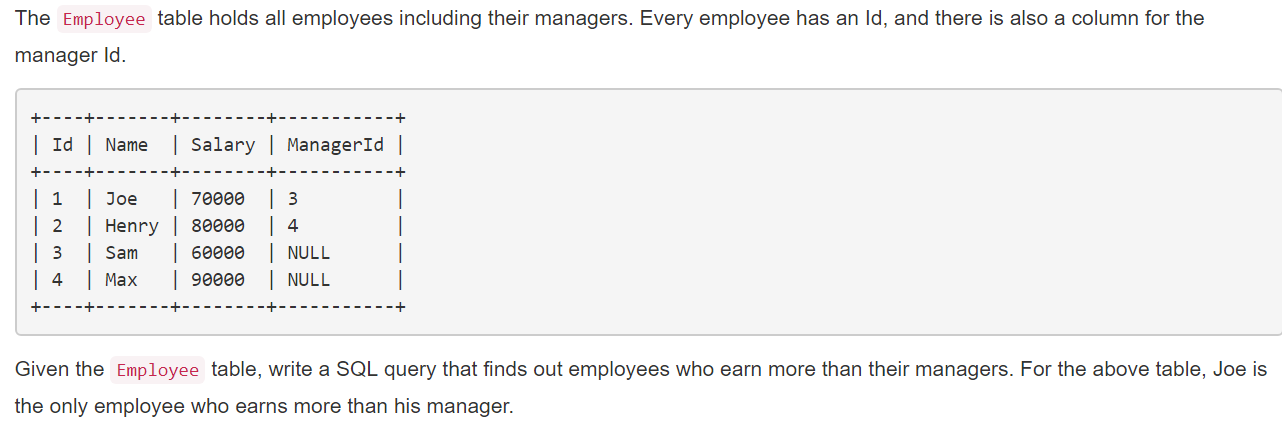 The Employee table holds all employees including their managers. Every employee has an Id, and there is also a column for the
manager Id.
+----+-------+--------+-----------+
| Id | Name  | Salary | ManagerId |
+----+-------+--------+-----------+
| 1  | Joe   | 70000  | 3         |
| 2  | Henry | 80000  | 4         |
| 3  | Sam   | 60000  | NULL      |
| 4  | Max   | 90000  | NULL      |
+----+-------+--------+-----------+
Given the Employee table, write a SQL query that finds out employees who earn more than their managers. For the above table, Joe is
the only employee who earns more than his manager.